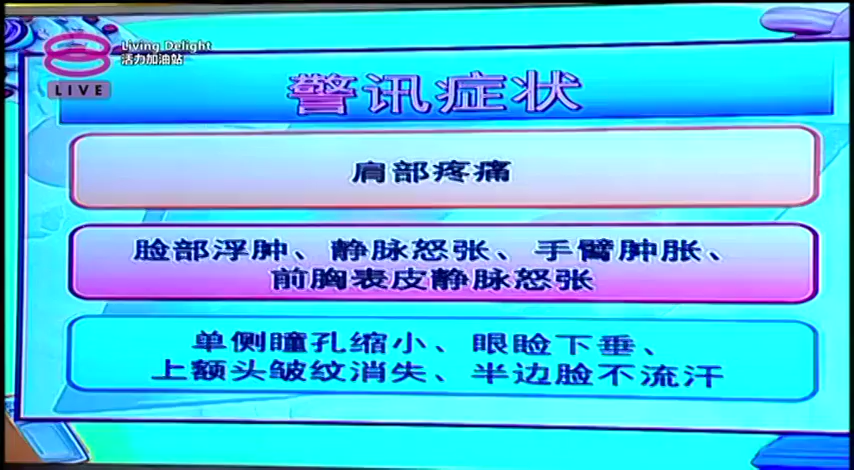 Living Delight
活力加油站
LIVE
警讯症状
肩部疼痛
脸部浮肿、静脉怒张、手臂肿胀、
前胸表皮静脉怒张
单侧瞳孔缩小、眼睑下垂、
上额头皱纹消失、半边脸不流汗